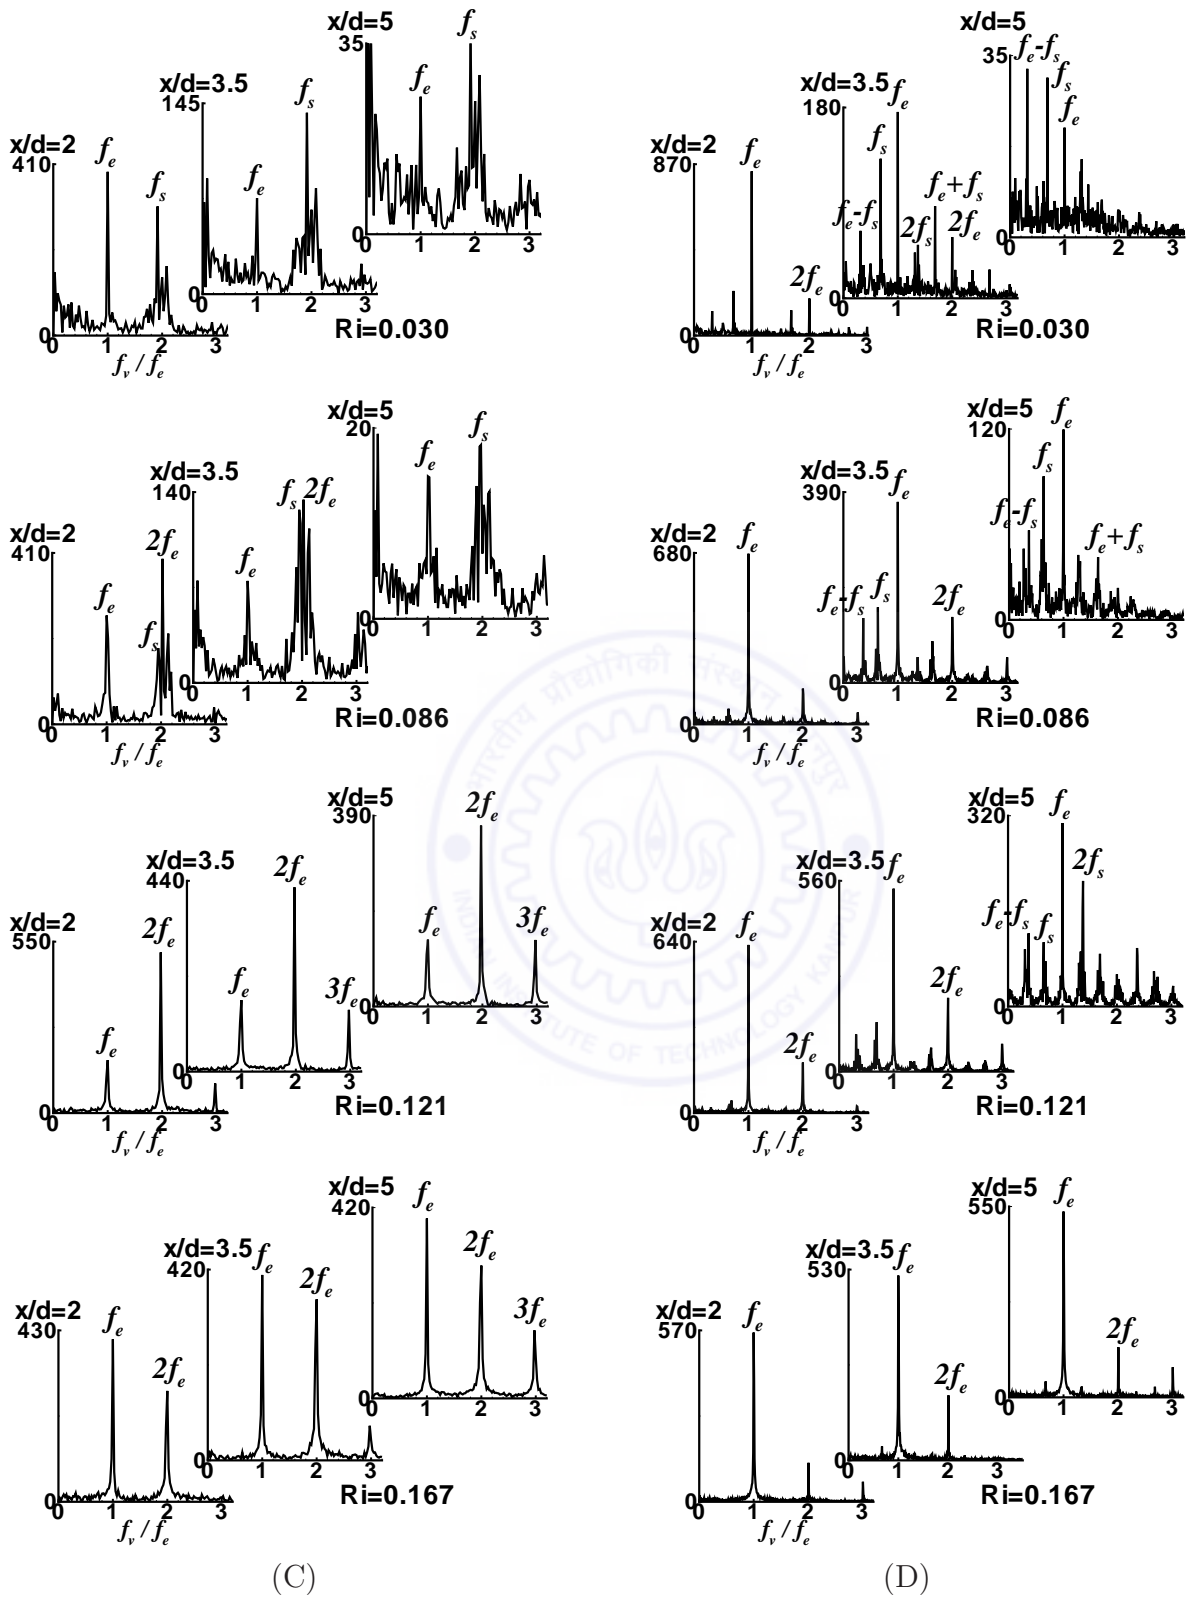 x/d=5
35
f_s
f_e
0 1 2 3
x/d=3.5
145
f_s
f_e
0
0 1 2 3
x/d=2
410
f_e
f_s
0
0 1 2 3
f_v / f_e
Ri=0.030
x/d=5
35
f_e-f_s
f_s
f_e
0
0 1 2 3
x/d=3.5
180
f_e
f_s
f_e-f_s
2f_s
f_e+f_s
2f_e
0
0 1 2 3
x/d=2
870
f_e
2f_e
0
0 1 2 3
f_v / f_e
Ri=0.030
x/d=5
20
f_e
f_s
0
0 1 2 3
x/d=3.5
140
f_e
f_s 2f_e
0
0 1 2 3
x/d=2
410
f_e
2f_e
f_s
0
0 1 2 3
f_v / f_e
Ri=0.086
x/d=5
120
f_e
f_s
f_e-f_s
f_e+f_s
0
0 1 2 3
x/d=3.5
390
f_e
f_e-f_s
f_s
2f_e
0
0 1 2 3
x/d=2
680
f_e
0
0 1 2 3
f_v / f_e
Ri=0.086
x/d=5
390
2f_e
f_e
3f_e
0
0 1 2 3
x/d=3.5
440
2f_e
f_e
3f_e
0
0 1 2 3
x/d=2
550
2f_e
f_e
0
0 1 2 3
f_v / f_e
Ri=0.121
x/d=5
320
f_e
2f_s
f_e-f_s
f_s
0
0 1 2 3
x/d=3.5
560
f_e
2f_e
0
0 1 2 3
x/d=2
640
f_e
2f_e
0
0 1 2 3
f_v / f_e
Ri=0.121
x/d=5
420
f_e
2f_e
3f_e
0
0 1 2 3
x/d=3.5
420
f_e
2f_e
0
0 1 2 3
x/d=2
430
f_e
2f_e
0
0 1 2 3
f_v / f_e
Ri=0.167
x/d=5
550
f_e
2f_e
0
0 1 2 3
x/d=3.5
530
f_e
2f_e
0
0 1 2 3
x/d=2
570
f_e
0
0 1 2 3
f_v / f_e
Ri=0.167
(C)
(D)
भारतीय प्रौद्योगिकी संस्थान
INDIAN INSTITUTE OF TECHNOLOGY KANPUR